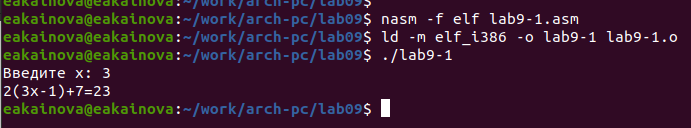 eakainova@eakainova:~/work/arch-pc/lab09$ nasm -f elf lab9-1.asm
eakainova@eakainova:~/work/arch-pc/lab09$ ld -m elf_i386 -o lab9-1 lab9-1.o
eakainova@eakainova:~/work/arch-pc/lab09$ ./lab9-1
Введите x: 3
2(3x-1)+7=23
eakainova@eakainova:~/work/arch-pc/lab09$